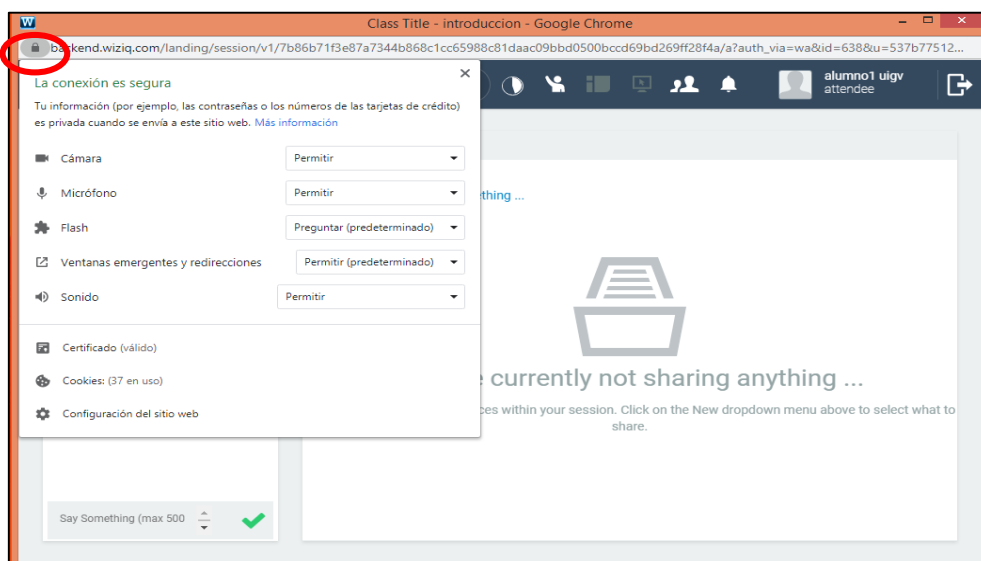 W
Class Title - introduccion - Google Chrome
backend.wiziq.com/landing/session/v1/7b86b71f3e87a7344b868c1cc65988c81daac09bbd0500bccd69bd269ff28f4a/a?auth_via=wa&id=638&u=537b77512...
La conexión es segura
Tu información (por ejemplo, las contraseñas o los números de las tarjetas de crédito)
es privada cuando se envía a este sitio web. Más información
Cámara Permitir
Micrófono Permitir
Flash Preguntar (predeterminado)
Ventanas emergentes y redirecciones Permitir (predeterminado)
Sonido Permitir
Certificado (válido)
Cookies: (37 en uso)
Configuración del sitio web
alumno1 uigv
attendee
thing ...
currently not sharing anything ...
ces within your session. Click on the New dropdown menu above to select what to
share.
Say Something (max 500